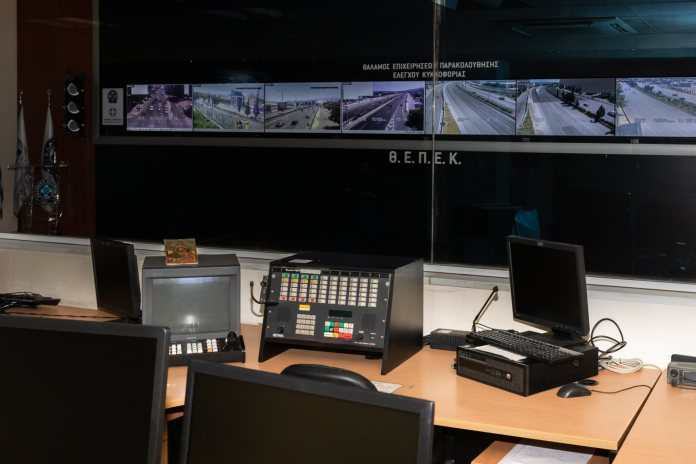 ΘΑΛΑΜΟΣ ΕΠΙΧΕΙΡΗΣΕΩΝ ΠΑΡΑΚΟΛΟΥΘΗΣΗΣ
ΕΛΕΓΧΟΥ ΚΥΚΛΟΦΟΡΙΑΣ
Θ. Ε. Π. Ε. Κ.